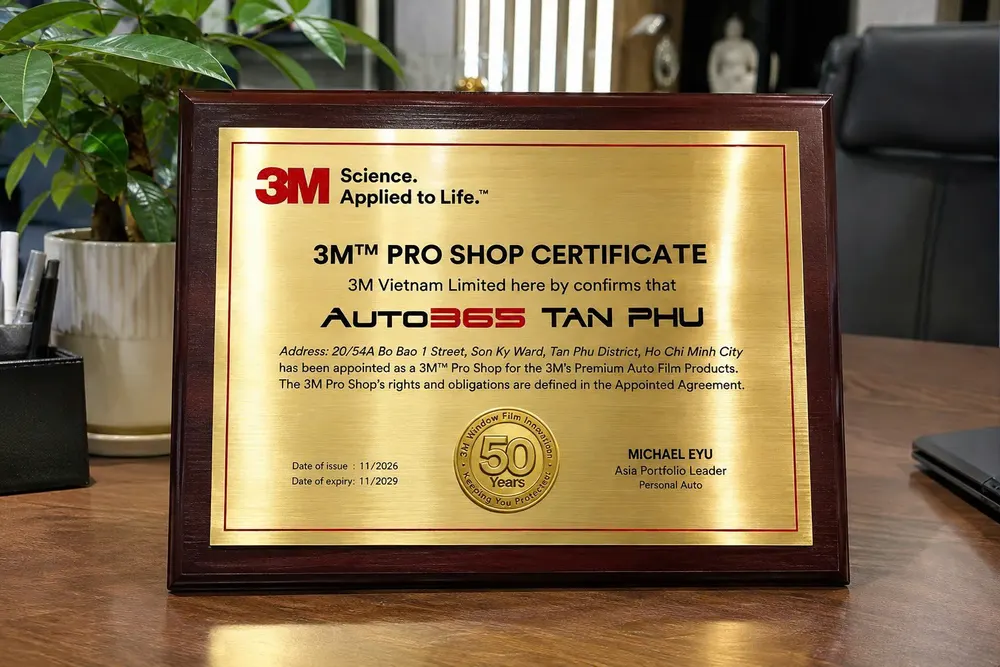 3M Science.
Applied to Life.™
3M™ PRO SHOP CERTIFICATE
3M Vietnam Limited here by confirms that
AUTO365 TAN PHU
Address: 20/54A Bo Bao 1 Street, Son Ky Ward, Tan Phu District, Ho Chi Minh City
has been appointed as a 3M™ Pro Shop for the 3M's Premium Auto Film Products.
The 3M Pro Shop's rights and obligations are defined in the Appointed Agreement.
3M Window Film Innovation
50
Years
Keeping You Protected
Date of issue : 11/2026
Date of expiry: 11/2029
MICHAEL EYU
Asia Portfolio Leader
Personal Auto